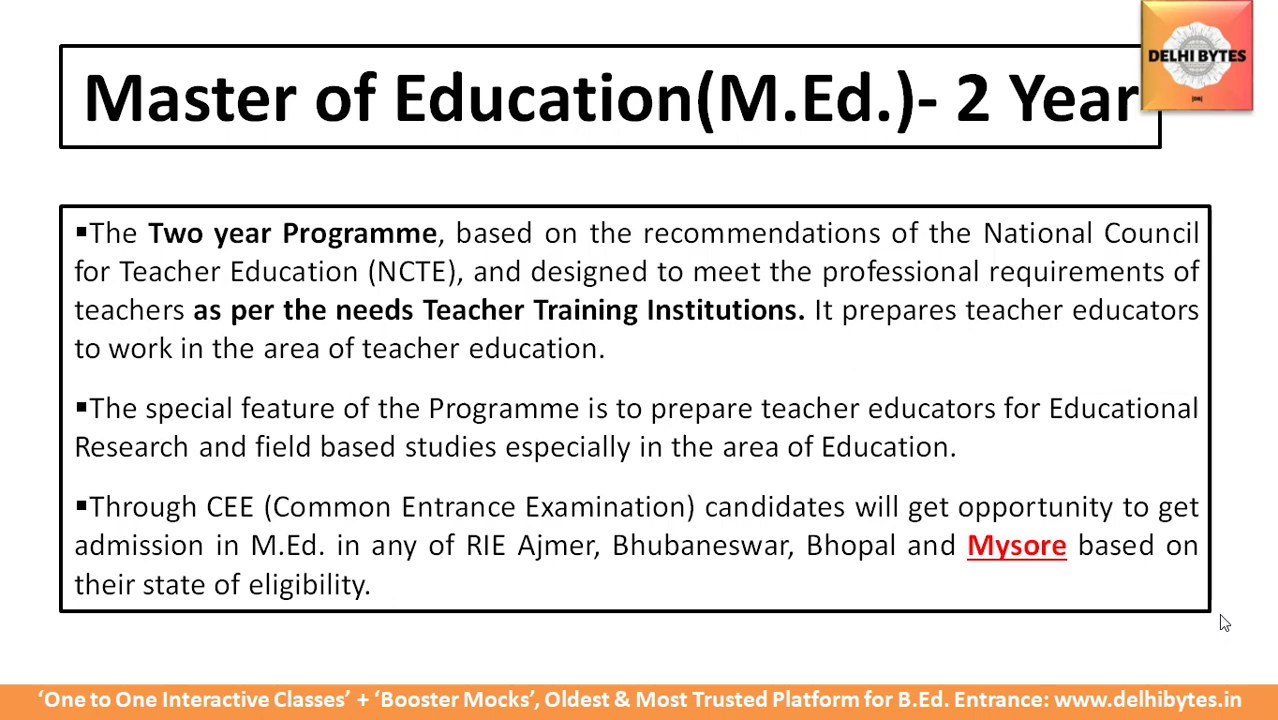 Master of Education(M.Ed.)- 2 Year
DELHI BYTES
▪The Two year Programme, based on the recommendations of the National Council
for Teacher Education (NCTE), and designed to meet the professional requirements of
teachers as per the needs Teacher Training Institutions. It prepares teacher educators
to work in the area of teacher education.
▪The special feature of the Programme is to prepare teacher educators for Educational
Research and field based studies especially in the area of Education.
▪Through CEE (Common Entrance Examination) candidates will get opportunity to get
admission in M.Ed. in any of RIE Ajmer, Bhubaneswar, Bhopal and Mysore based on
their state of eligibility.
‘One to One Interactive Classes’ + ‘Booster Mocks’, Oldest & Most Trusted Platform for B.Ed. Entrance: www.delhibytes.in